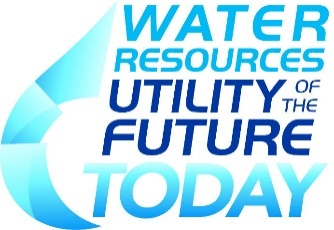 WATER
RESOURCES
UTILITY OF THE
FUTURE
TODAY